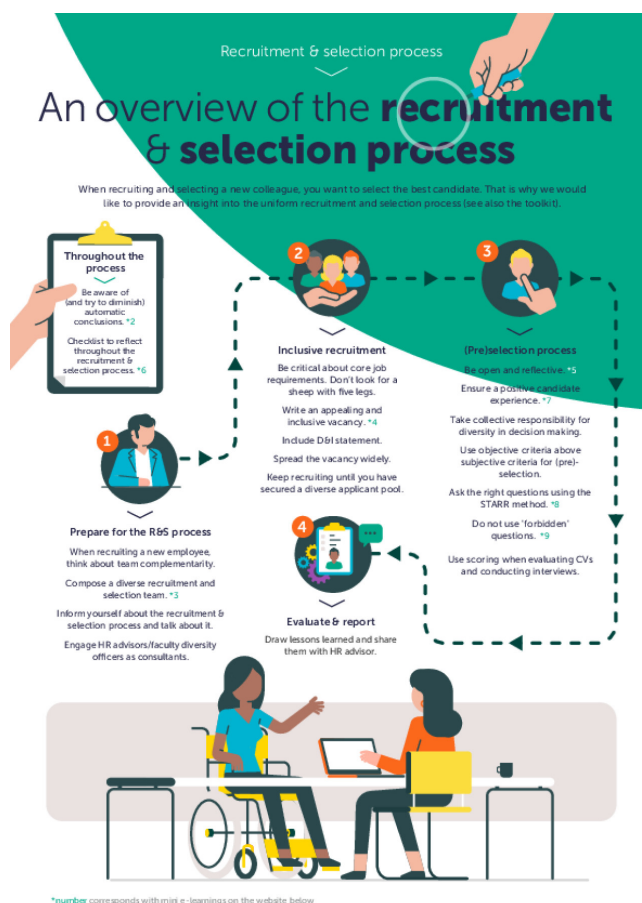 Recruitment & selection process
An overview of the recruitment
& selection process
When recruiting and selecting a new colleague, you want to select the best candidate. That is why we would
like to provide an insight into the uniform recruitment and selection process (see also the toolkit).
Throughout the
process
Be aware of
(and try to diminish)
automatic
conclusions. *2
Checklist to reflect
throughout the
recruitment &
selection process. *6
1
Prepare for the R&S process
When recruiting a new employee,
think about team complementarity.
Compose a diverse recruitment and
selection team. *3
Inform yourself about the recruitment &
selection process and talk about it.
Engage HR advisors/faculty diversity
officers as consultants.
2
Inclusive recruitment
Be critical about core job
requirements. Don't look for a
sheep with five legs.
Write an appealing and
inclusive vacancy. *4
Include D&I statement.
Spread the vacancy widely.
Keep recruiting until you have
secured a diverse applicant pool.
3
(Pre)selection process
Be open and reflective. *5
Ensure a positive candidate
experience. *7
Take collective responsibility for
diversity in decision making.
Use objective criteria above
subjective criteria for (pre)-
selection.
Ask the right questions using the
STARR method. *8
Do not use 'forbidden'
questions. *9
Use scoring when evaluating CVs
and conducting interviews.
4
Evaluate & report
Draw lessons learned and share
them with HR advisor.
*number corresponds with mini e-learnings on the website below